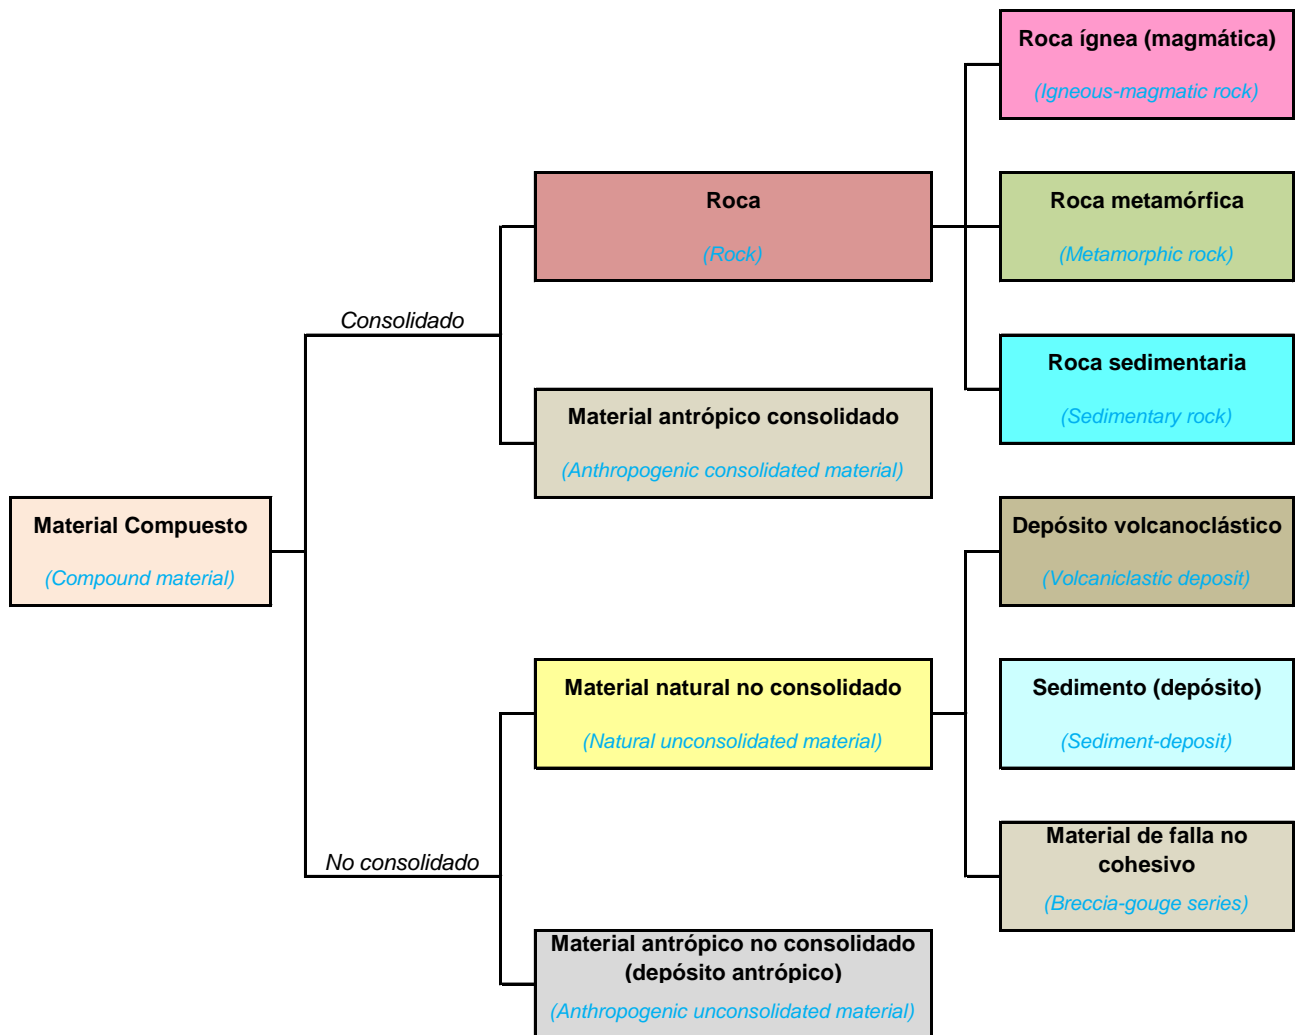 Roca ígnea (magmática)
(Igneous-magmatic rock)
Roca
(Rock)
Roca metamórfica
(Metamorphic rock)
Consolidado
Roca sedimentaria
(Sedimentary rock)
Material antrópico consolidado
(Anthropogenic consolidated material)
Material Compuesto
(Compound material)
Depósito volcanoclástico
(Volcaniclastic deposit)
Material natural no consolidado
(Natural unconsolidated material)
Sedimento (depósito)
(Sediment-deposit)
No consolidado
Material de falla no
cohesivo
(Breccia-gouge series)
Material antrópico no consolidado
(depósito antrópico)
(Anthropogenic unconsolidated material)